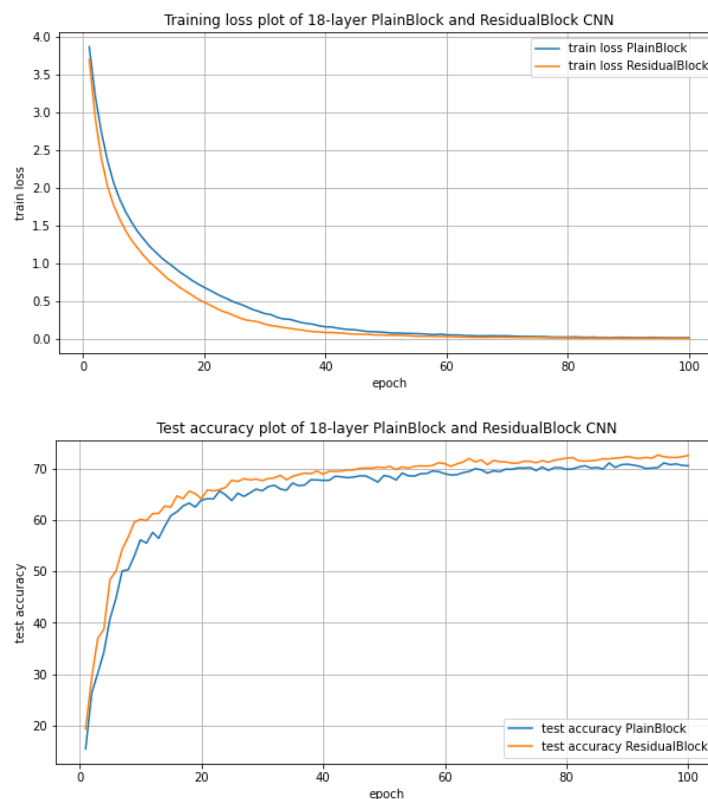 Training loss plot of 18-layer PlainBlock and ResidualBlock CNN
4.0
3.5
3.0
2.5
2.0
1.5
1.0
0.5
0.0
train loss
train loss PlainBlock
train loss ResidualBlock
0 20 40 60 80 100
epoch
Test accuracy plot of 18-layer PlainBlock and ResidualBlock CNN
70
60
50
40
30
20
test accuracy
test accuracy PlainBlock
test accuracy ResidualBlock
0 20 40 60 80 100
epoch